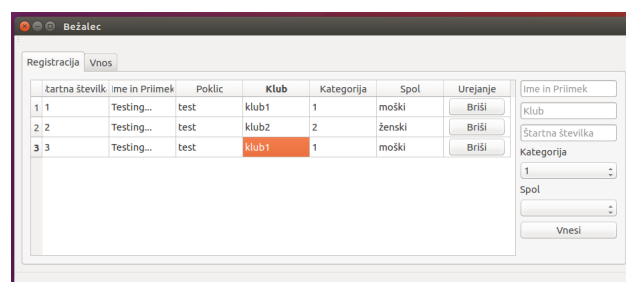 Bežalec
Registracija Vnos
tartna številk Ime in Priimek Poklic Klub Kategorija Spol Urejanje
1 1 Testing... test klub1 1 moški Briši
2 2 Testing... test klub2 2 ženski Briši
3 3 Testing... test klub1 1 moški Briši
Ime in Priimek
Klub
Štartna številka
Kategorija
1
Spol
Vnesi